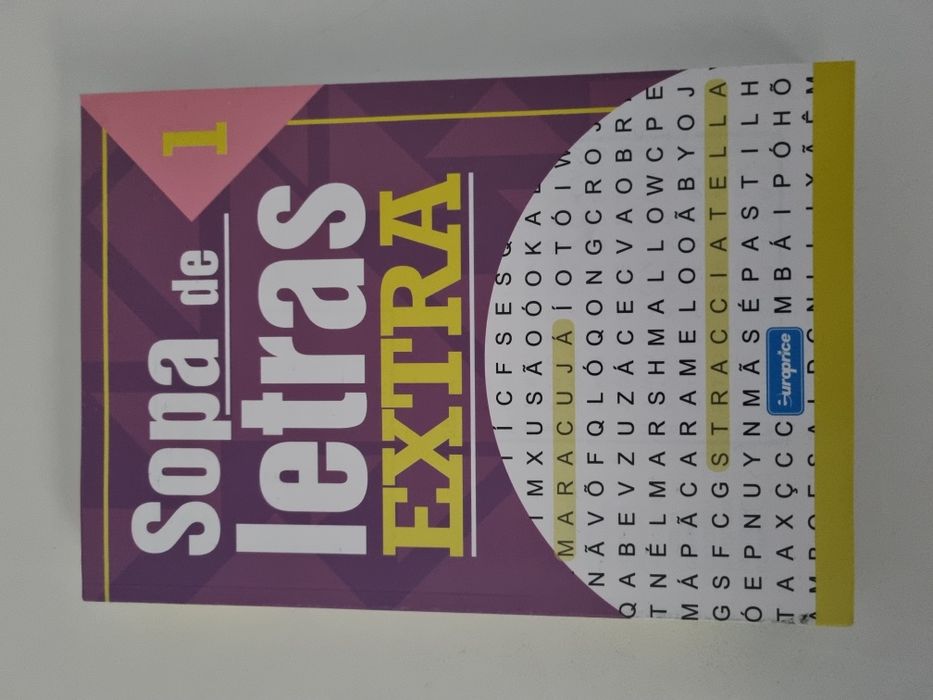 1
Sopa de
letras
EXTRA
Í C F S E S
M X U S Ã O Ó O K A
M A R A C U J Á Í O T Ó I W
N Ã V Õ F Q L Ó Q O N G C R O J
Q A B E V Z U Z Á C E C V A O B R
T N É L M A R S H M A L L O W C P E
M Á P Ã C A R A M E L O O Ã B Y O J
G S F C G S T R A C C I A T E L L A
Ó E P N U Y N M Ã S É P A S T I L H
T A A X Ç C C M B Á I P Ó H Õ
europrice